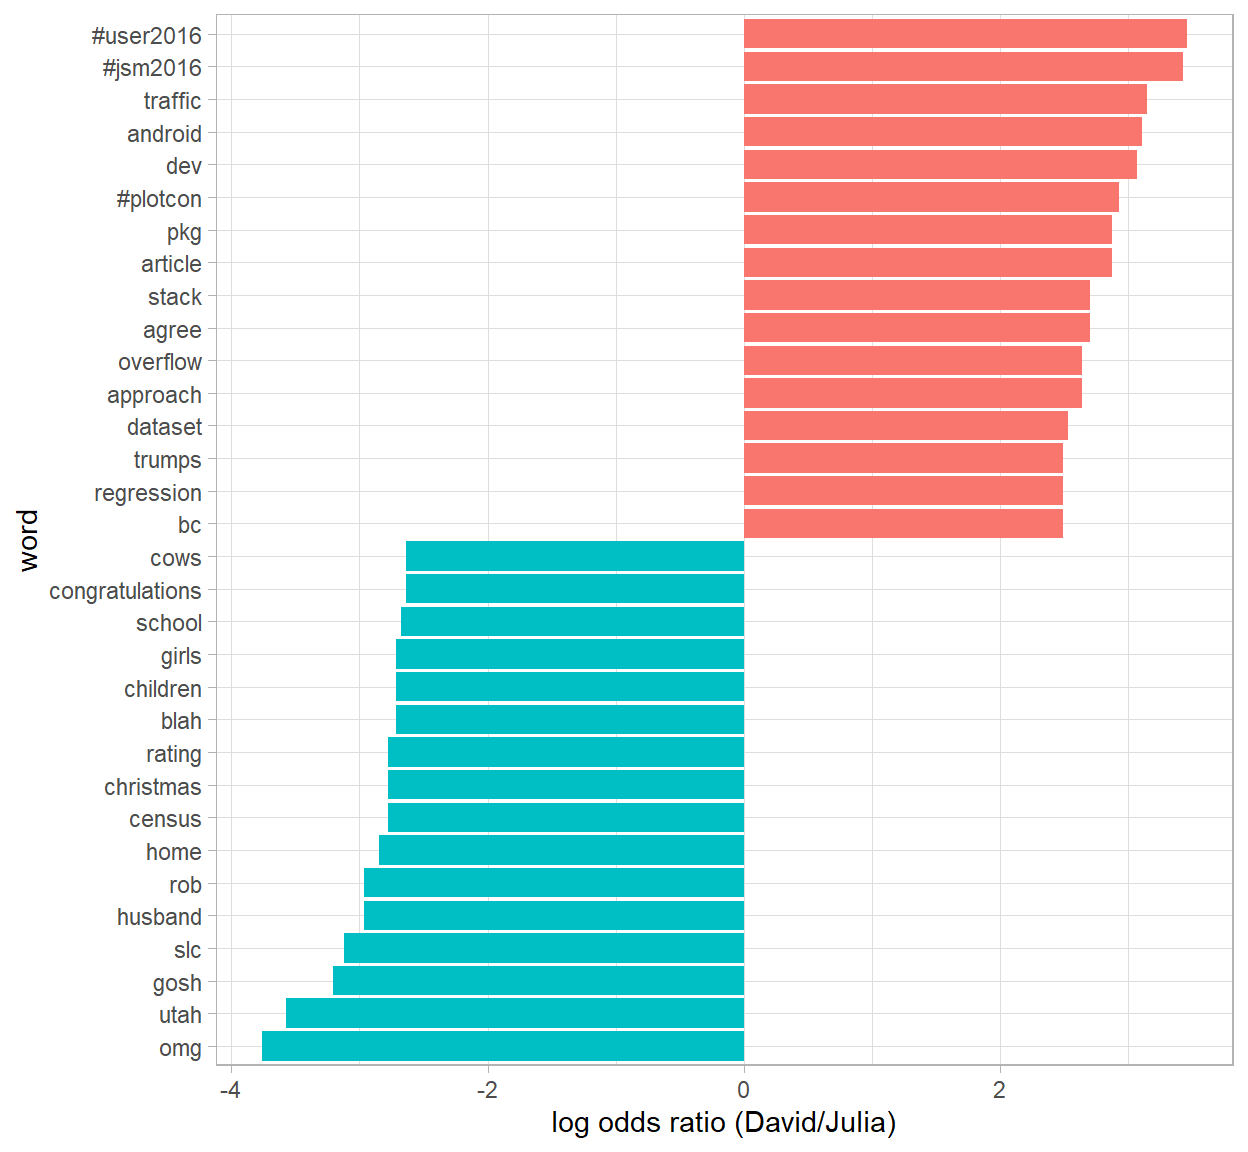 #user2016
#jsm2016
traffic
android
dev
#plotcon
pkg
article
stack
agree
overflow
approach
dataset
trumps
regression
bc
cows
congratulations
school
girls
children
blah
rating
christmas
census
home
rob
husband
slc
gosh
utah
omg
word
-4 -2 0 2
log odds ratio (David/Julia)